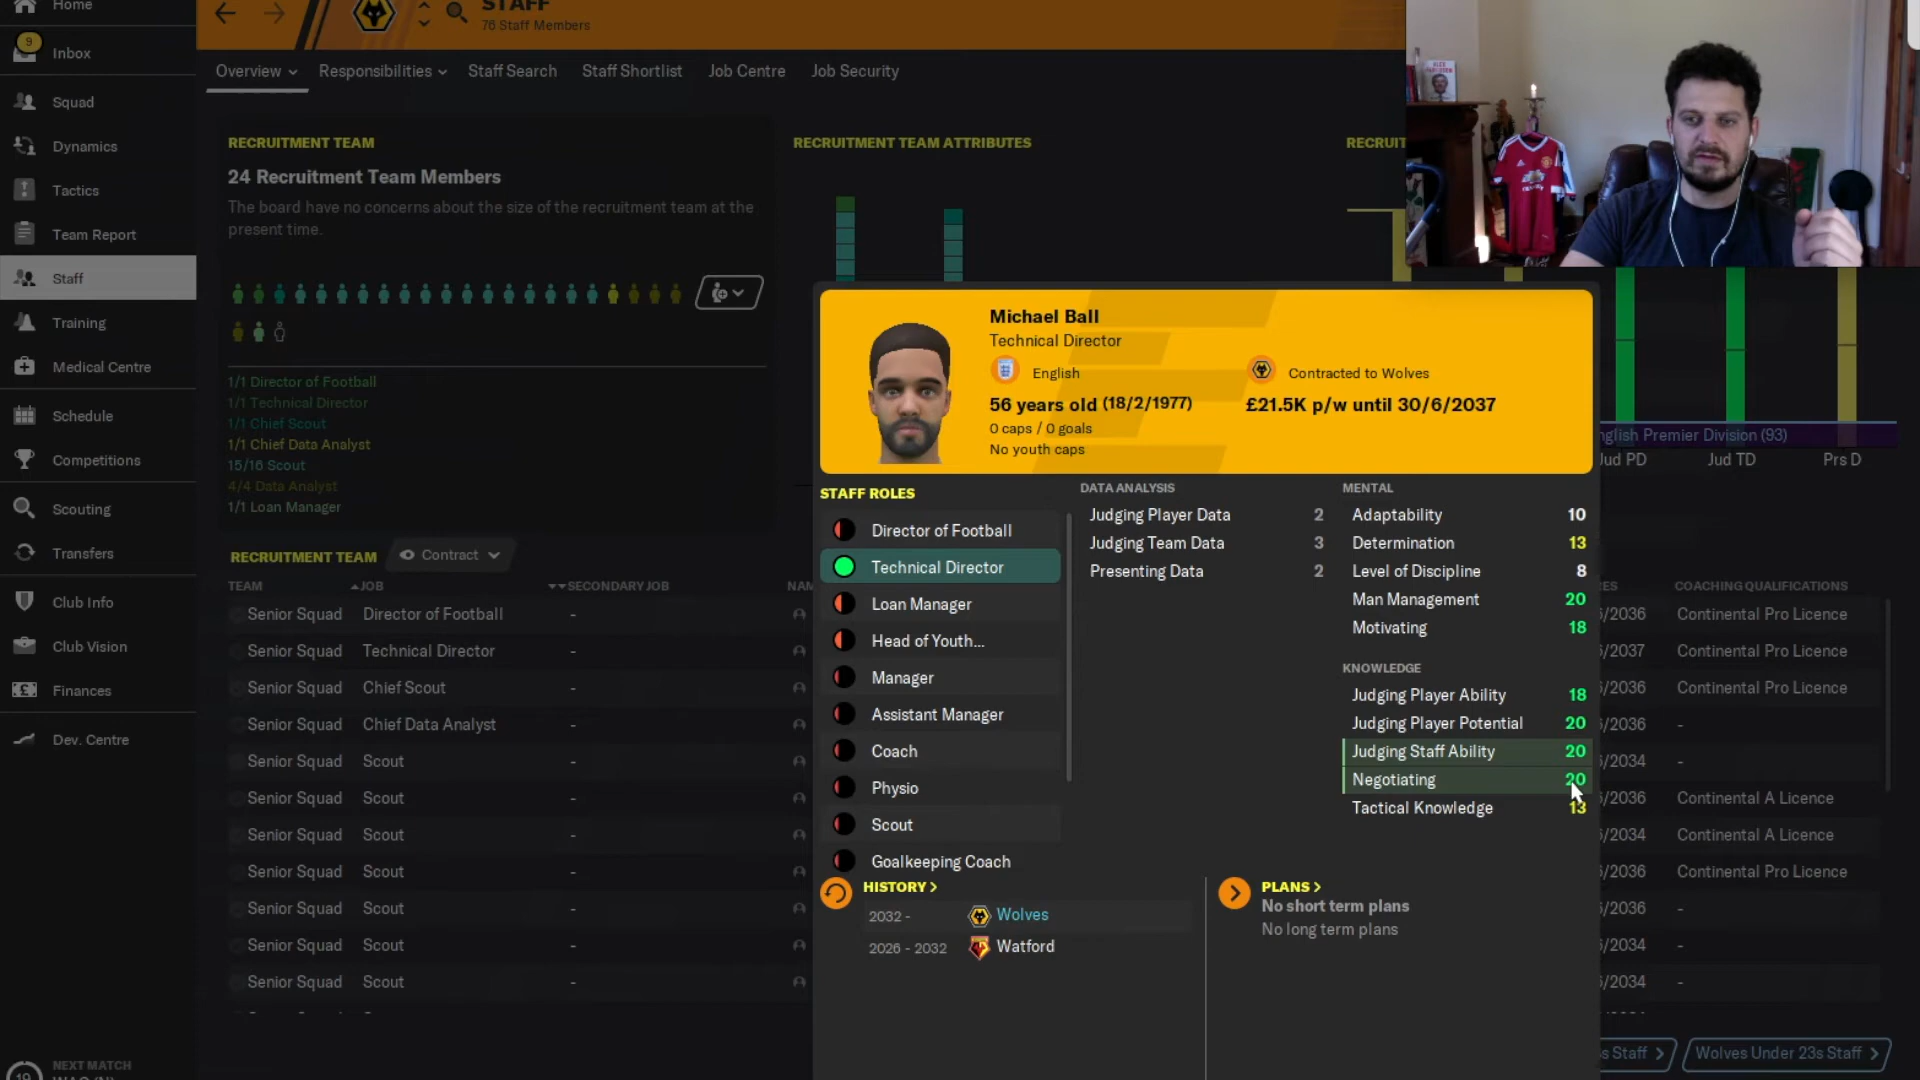 Home
STAFF
76 Staff Members
9
Inbox
Overview
Responsibilities
Staff Search
Staff Shortlist
Job Centre
Job Security
Squad
Dynamics
Tactics
Team Report
Staff
Training
Medical Centre
Schedule
Competitions
Scouting
Transfers
Club Info
Club Vision
Finances
Dev. Centre
NEXT MATCH
RECRUITMENT TEAM
24 Recruitment Team Members
The board have no concerns about the size of the recruitment team at the
present time.
1/1 Director of Football
1/1 Technical Director
1/1 Chief Scout
1/1 Chief Data Analyst
15/16 Scout
4/4 Data Analyst
1/1 Loan Manager
RECRUITMENT TEAM ATTRIBUTES
RECRUIT
nglish Premier Division (93)
Jud PD
Jud TD
Prs D
RECRUITMENT TEAM
Contract
TEAM
JOB
SECONDARY JOB
NAM
RES
COACHING QUALIFICATIONS
Senior Squad Director of Football - 6/2036 Continental Pro Licence
Senior Squad Technical Director - 6/2037 Continental Pro Licence
Senior Squad Chief Scout - 6/2036 Continental Pro Licence
Senior Squad Chief Data Analyst - 6/2036 -
Senior Squad Scout - 6/2034 -
Senior Squad Scout - 6/2036 Continental A Licence
Senior Squad Scout - 6/2034 Continental A Licence
Senior Squad Scout - 6/2036 Continental Pro Licence
Senior Squad Scout - 6/2036 -
Senior Squad Scout - 6/2034 -
Senior Squad Scout - 6/2034 -
s Staff
Wolves Under 23s Staff
Michael Ball
Technical Director
English
Contracted to Wolves
56 years old (18/2/1977)
£21.5K p/w until 30/6/2037
0 caps / 0 goals
No youth caps
STAFF ROLES
Director of Football
Technical Director
Loan Manager
Head of Youth...
Manager
Assistant Manager
Coach
Physio
Scout
Goalkeeping Coach
DATA ANALYSIS
Judging Player Data 2
Judging Team Data 3
Presenting Data 2
MENTAL
Adaptability 10
Determination 13
Level of Discipline 8
Man Management 20
Motivating 18
KNOWLEDGE
Judging Player Ability 18
Judging Player Potential 20
Judging Staff Ability 20
Negotiating 20
Tactical Knowledge 13
HISTORY
2032 - Wolves
2026 - 2032 Watford
PLANS
No short term plans
No long term plans